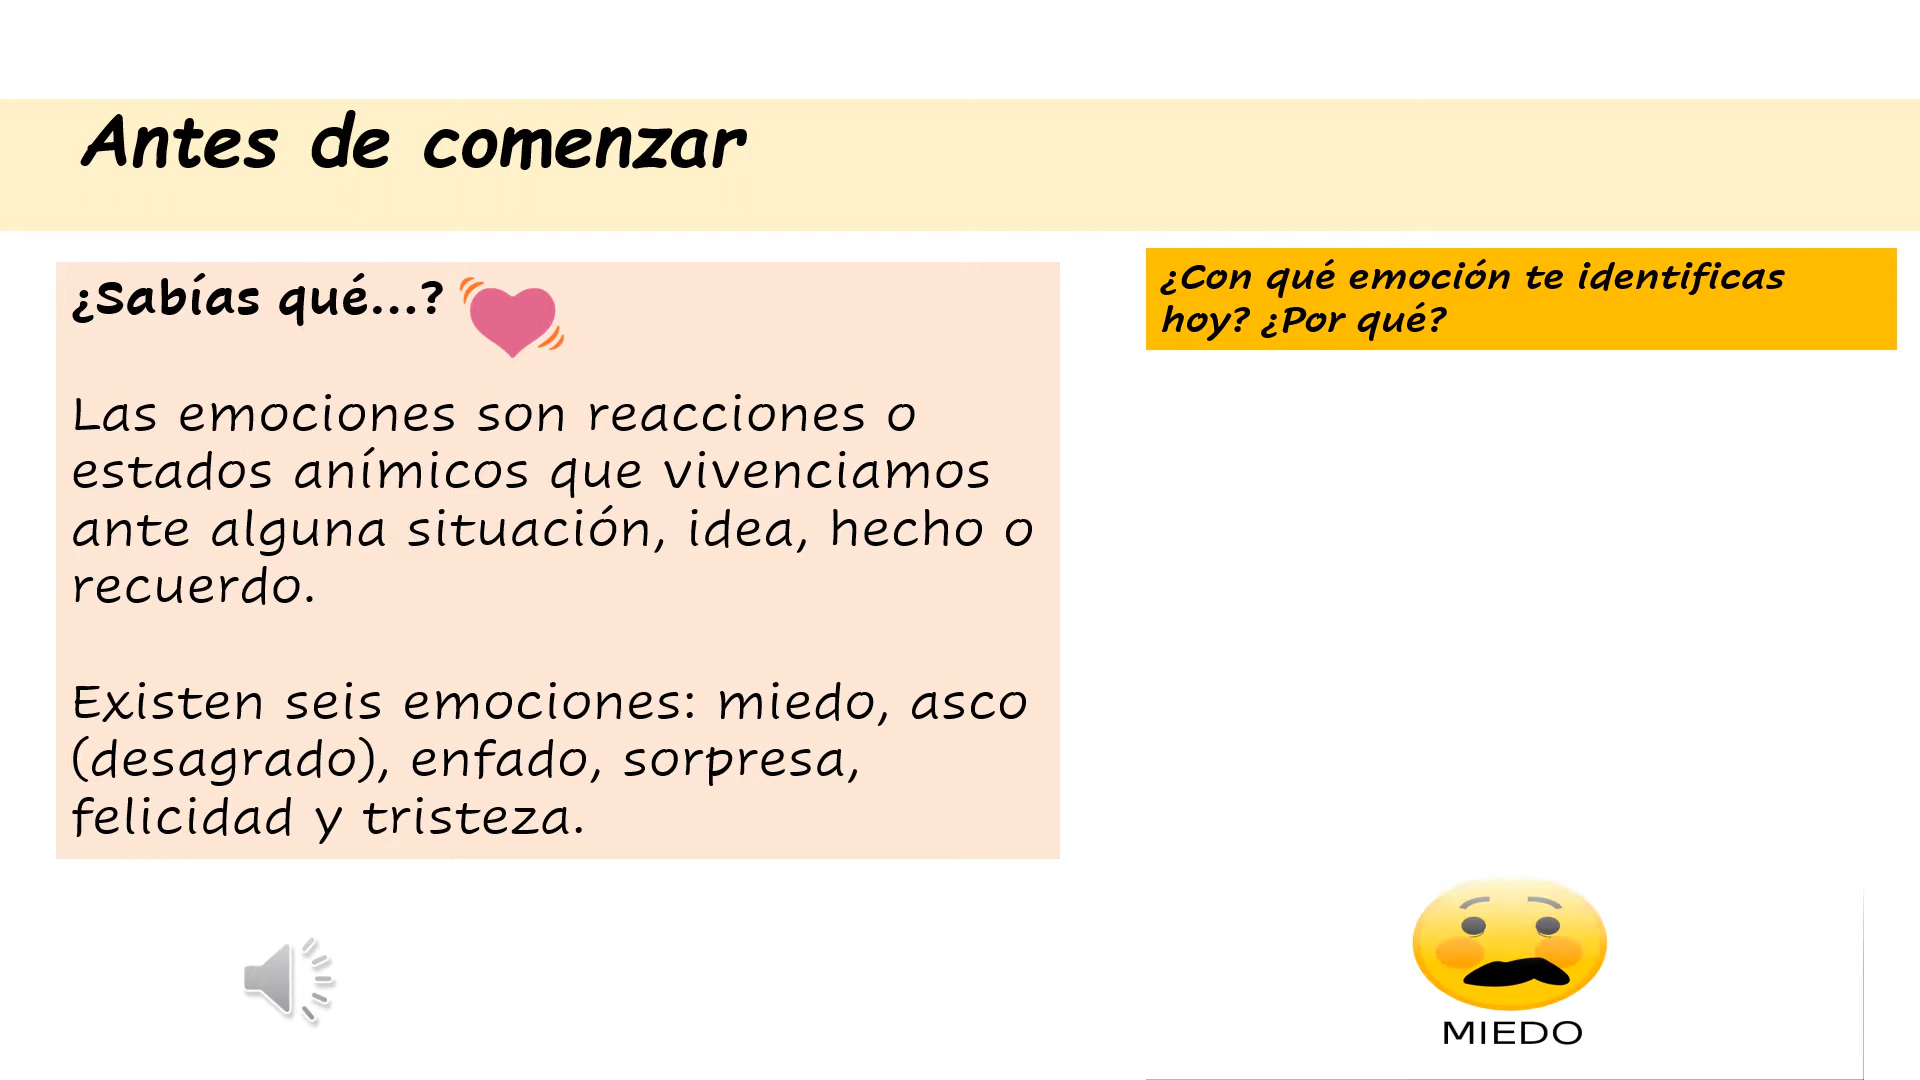 Antes de comenzar
¿Sabías qué...?
Las emociones son reacciones o
estados anímicos que vivenciamos
ante alguna situación, idea, hecho o
recuerdo.
Existen seis emociones: miedo, asco
(desagrado), enfado, sorpresa,
felicidad y tristeza.
¿Con qué emoción te identificas
hoy? ¿Por qué?
MIEDO